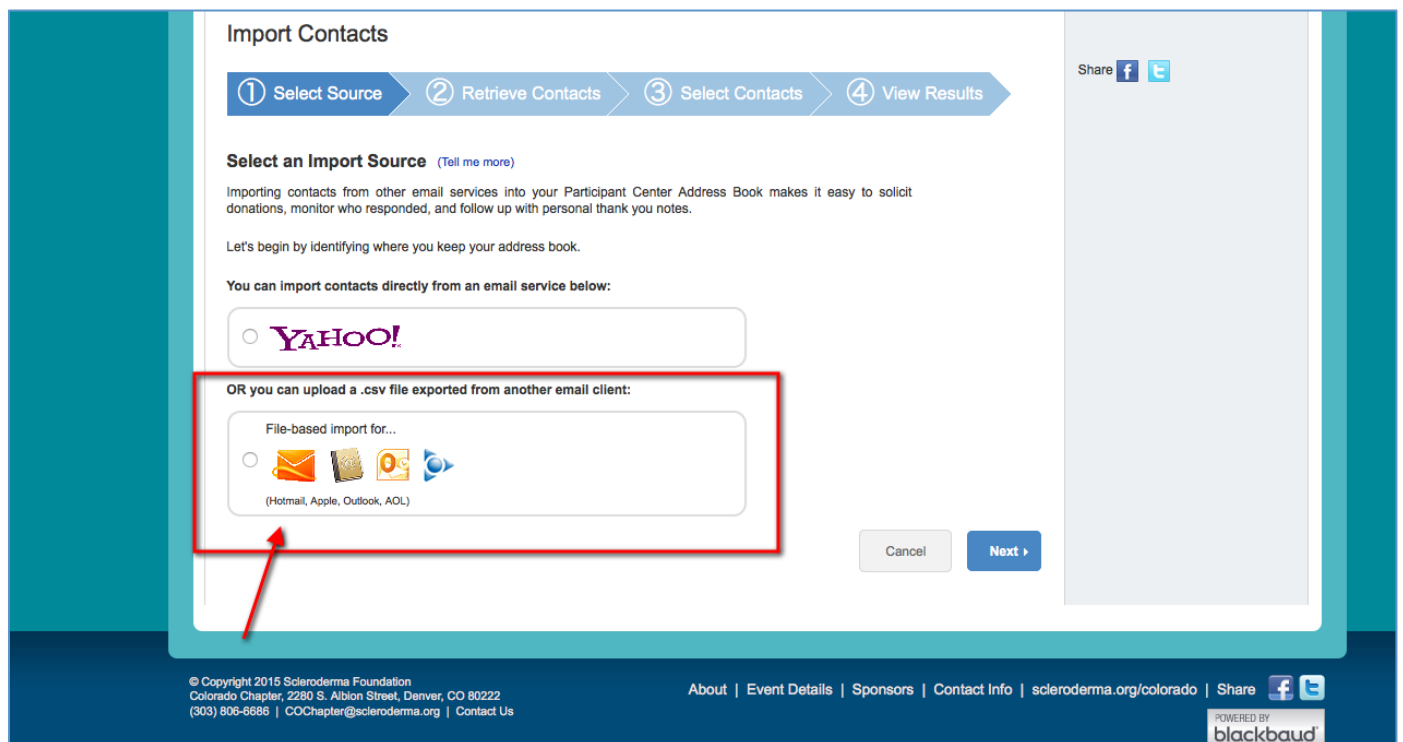 Import Contacts
Share
① Select Source ② Retrieve Contacts ③ Select Contacts ④ View Results
Select an Import Source (Tell me more)
Importing contacts from other email services into your Participant Center Address Book makes it easy to solicit
donations, monitor who responded, and follow up with personal thank you notes.
Let's begin by identifying where you keep your address book.
You can import contacts directly from an email service below:
YAHOO!
OR you can upload a .csv file exported from another email client:
File-based import for...
(Hotmail, Apple, Outlook, AOL)
Cancel
Next
© Copyright 2015 Scleroderma Foundation
Colorado Chapter, 2280 S. Albion Street, Denver, CO 80222
(303) 806-6686 | COChapter@scleroderma.org | Contact Us
About | Event Details | Sponsors | Contact Info | scleroderma.org/colorado | Share
POWERED BY
blackbaud